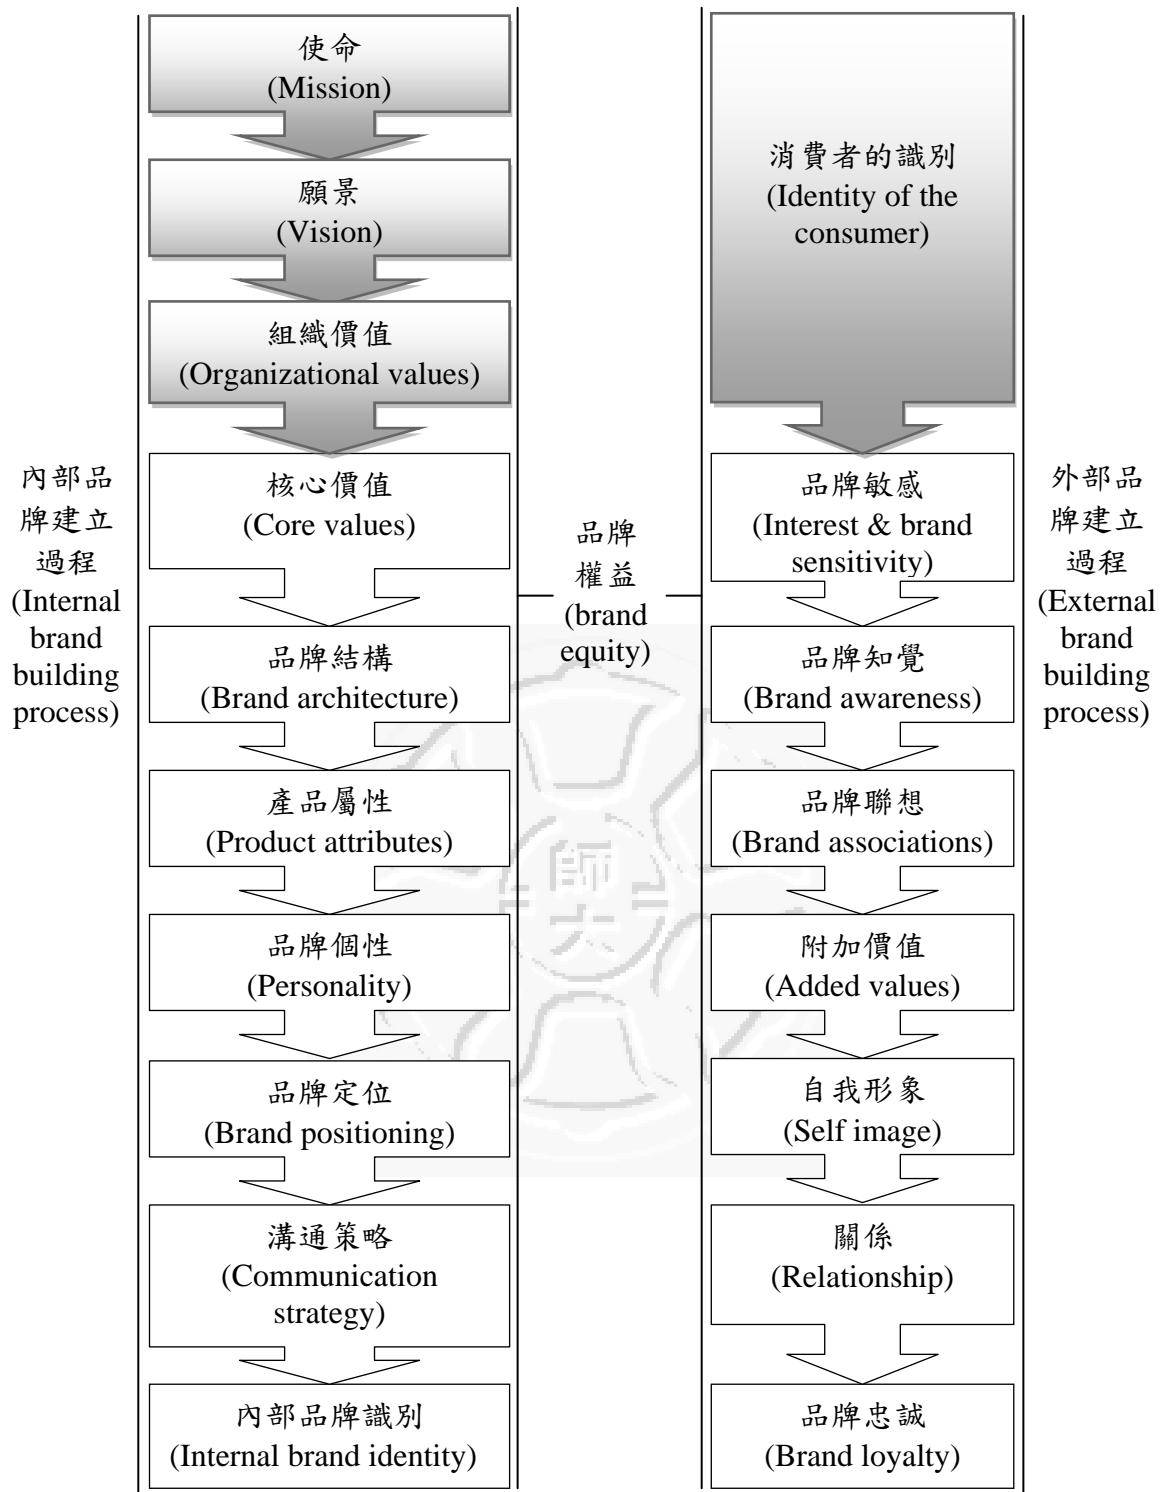 使命
(Mission)
願景
(Vision)
組織價值
(Organizational values)
核心價值
(Core values)
品牌結構
(Brand architecture)
產品屬性
(Product attributes)
品牌個性
(Personality)
品牌定位
(Brand positioning)
溝通策略
(Communication
strategy)
內部品牌識別
(Internal brand identity)
內部品
牌建立
過程
(Internal
brand
building
process)
品牌
權益
(brand
equity)
師
大
消費者的識別
(Identity of the
consumer)
品牌敏感
(Interest & brand
sensitivity)
品牌知覺
(Brand awareness)
品牌聯想
(Brand associations)
附加價值
(Added values)
自我形象
(Self image)
關係
(Relationship)
品牌忠誠
(Brand loyalty)
外部品
牌建立
過程
(External
brand
building
process)